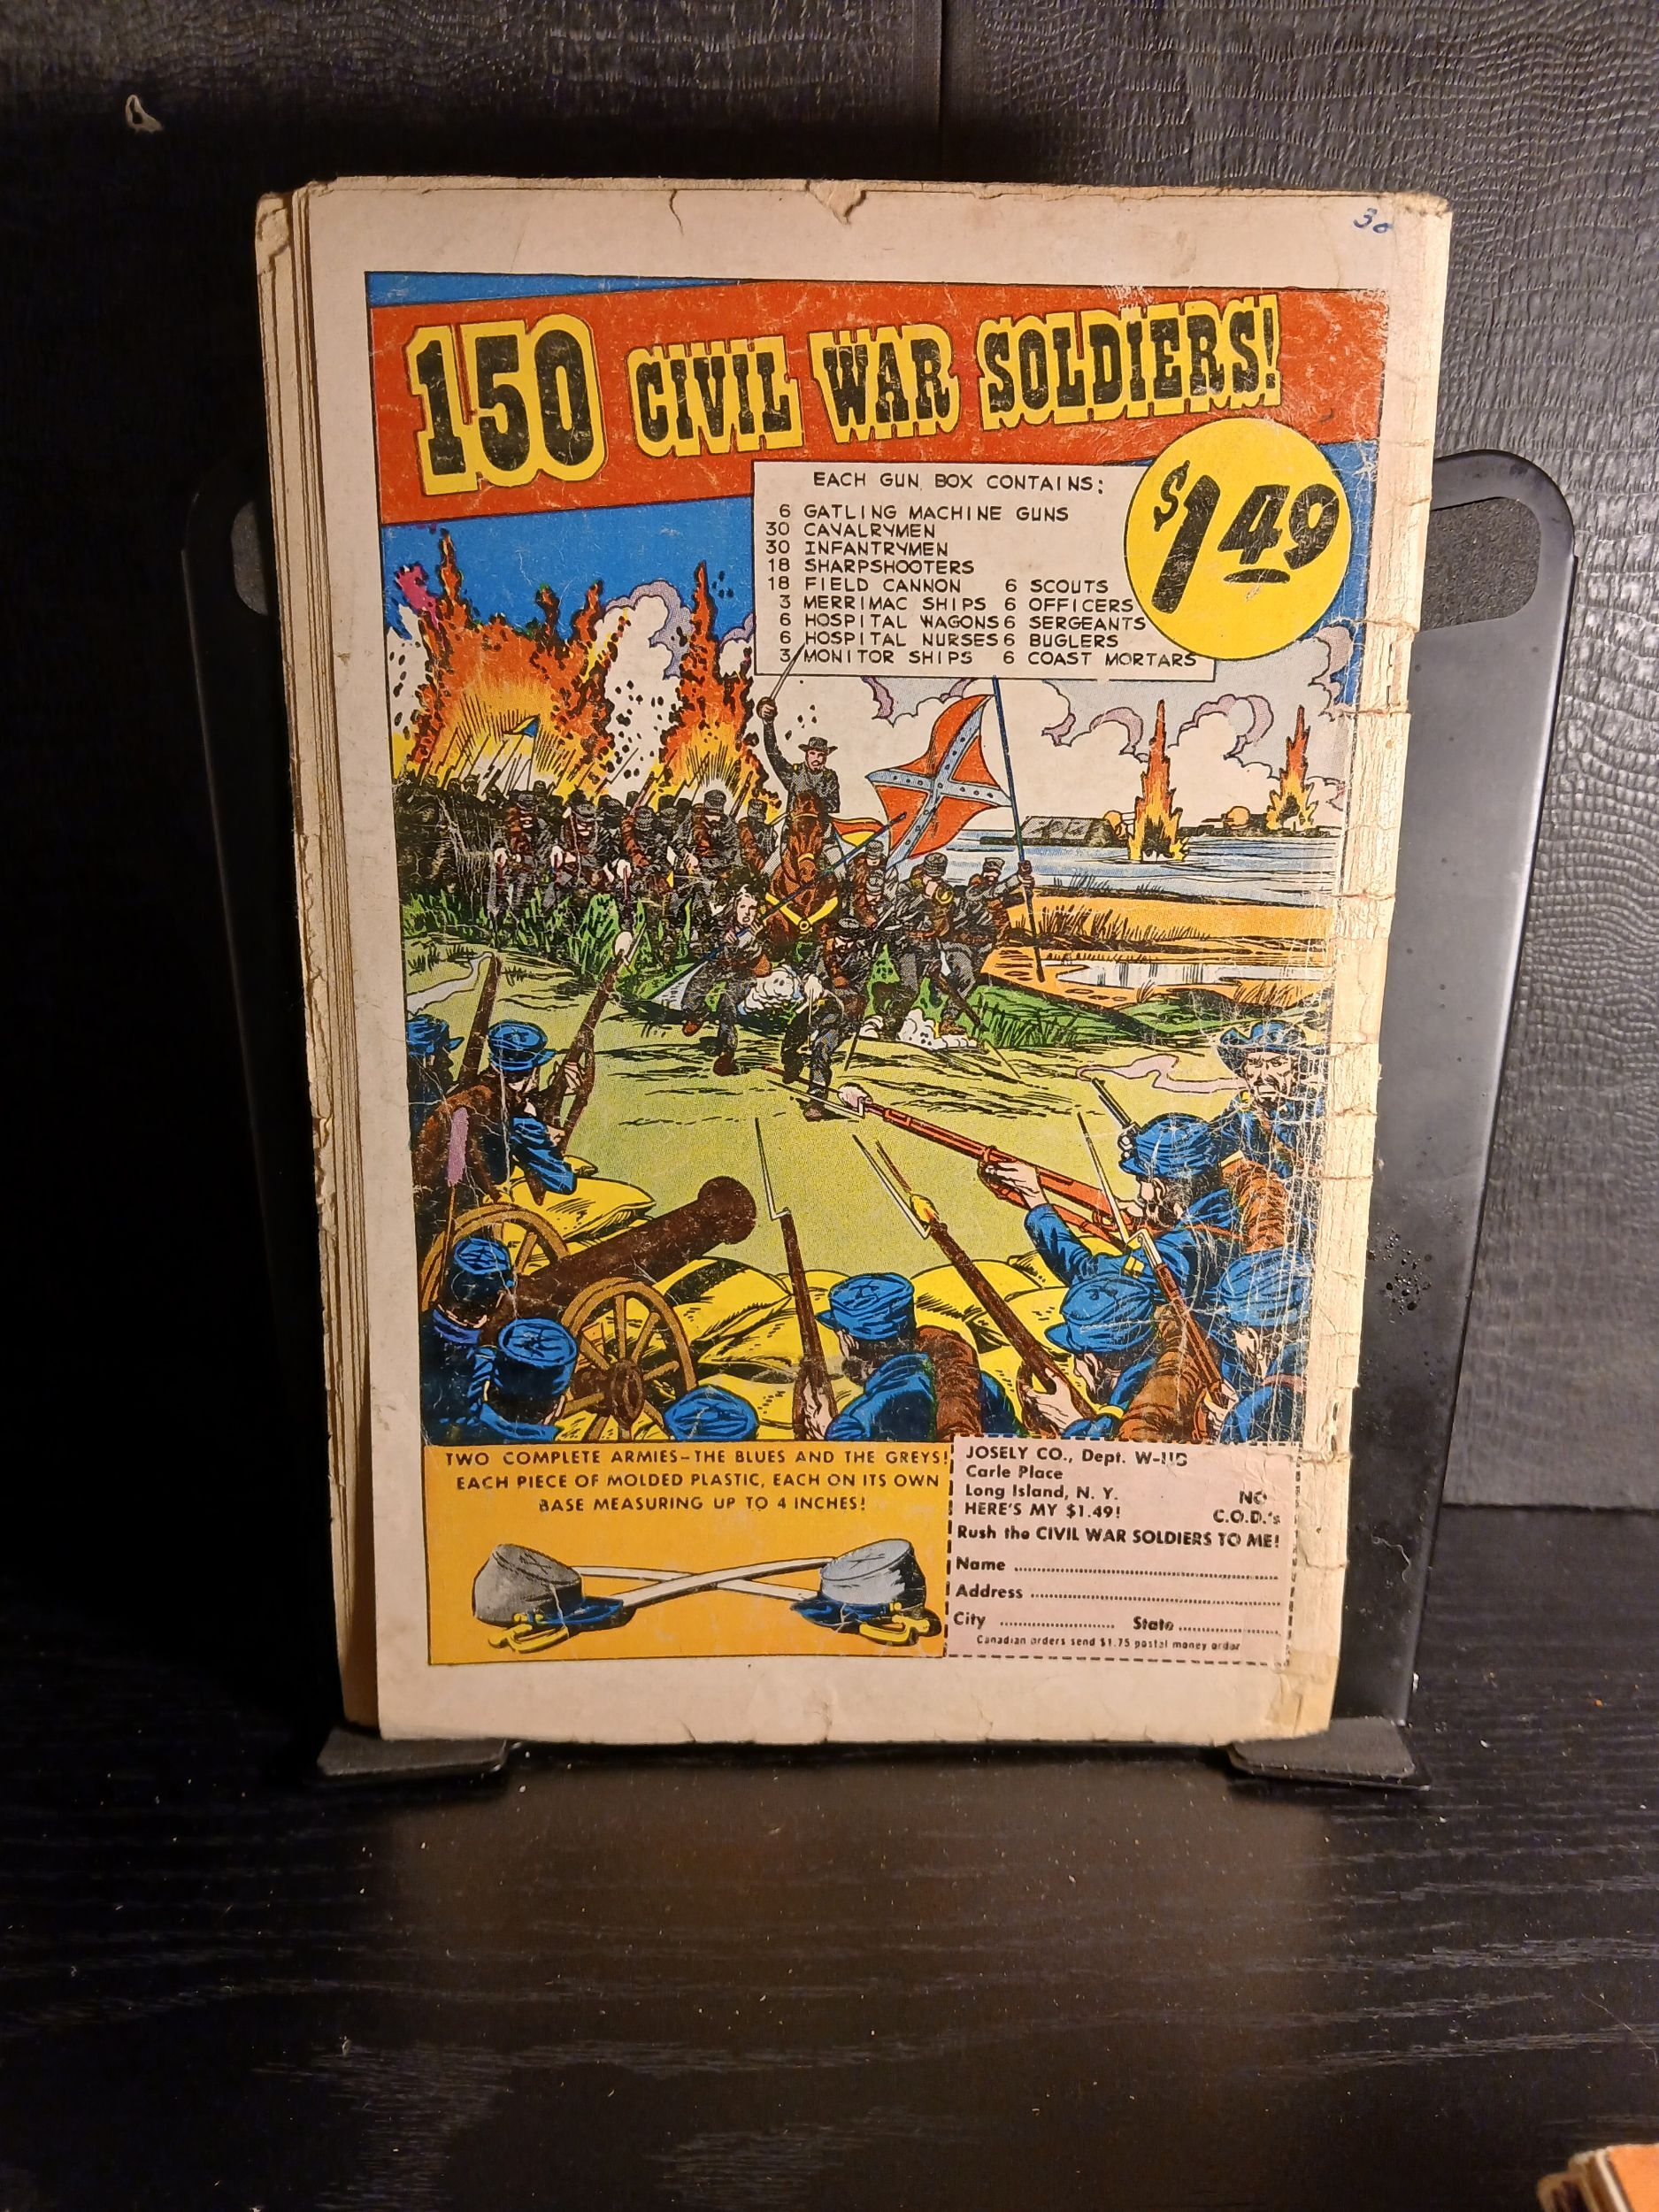 30
150 CIVIL WAR SOLDIERS!
$1.49
EACH GUN BOX CONTAINS:
6 GATLING MACHINE GUNS
30 CAVALRYMEN
30 INFANTRYMEN
18 SHARPSHOOTERS
18 FIELD CANNON 6 SCOUTS
3 MERRIMAC SHIPS 6 OFFICERS
6 HOSPITAL WAGONS 6 SERGEANTS
6 HOSPITAL NURSES 6 BUGLERS
3 MONITOR SHIPS 6 COAST MORTARS
TWO COMPLETE ARMIES-THE BLUES AND THE GREYS!
EACH PIECE OF MOLDED PLASTIC, EACH ON ITS OWN
BASE MEASURING UP TO 4 INCHES!
JOSELY CO., Dept.
Carle Place
Long Island, N. Y.
HERE'S MY $1.49!
NO
C.O.D.'s
Rush the CIVIL WAR SOLDIERS TO ME!
Name
Address
City State
Canadian orders send $1.75 postal money order